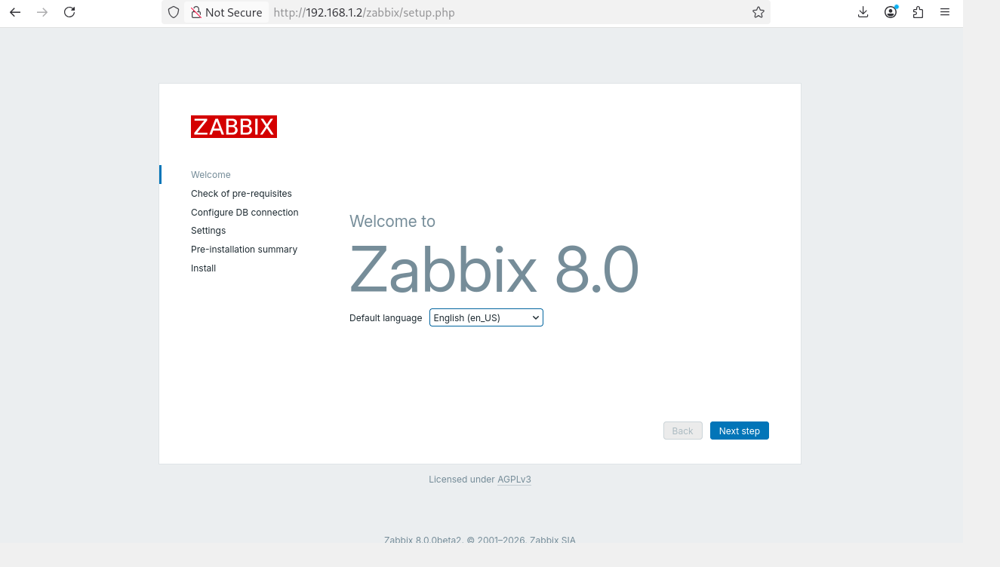 Not Secure http://192.168.1.2/zabbix/setup.php
ZABBIX
Welcome
Check of pre-requisites
Configure DB connection
Settings
Pre-installation summary
Install
Welcome to
Zabbix 8.0
Default language English (en_US)
Back Next step
Licensed under AGPLv3
Zabbix 8.0.0beta2. © 2001–2026, Zabbix SIA